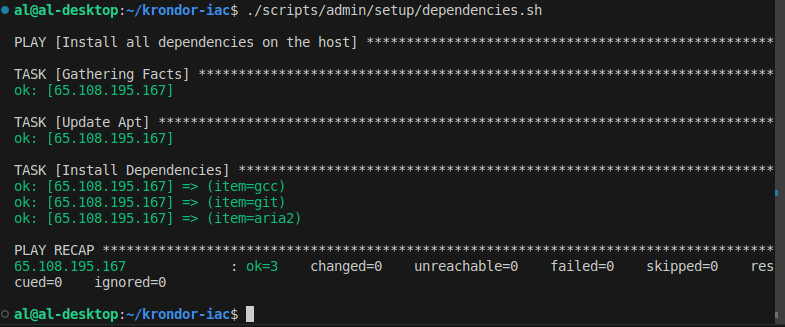 al@al-desktop:~/krondor-iac$ ./scripts/admin/setup/dependencies.sh
PLAY [Install all dependencies on the host] ***************************************************
TASK [Gathering Facts] ************************************************************************
ok: [65.108.195.167]
TASK [Update Apt] *****************************************************************************
ok: [65.108.195.167]
TASK [Install Dependencies] *******************************************************************
ok: [65.108.195.167] => (item=gcc)
ok: [65.108.195.167] => (item=git)
ok: [65.108.195.167] => (item=aria2)
PLAY RECAP ************************************************************************************
65.108.195.167             : ok=3    changed=0    unreachable=0    failed=0    skipped=0    res
cued=0    ignored=0
al@al-desktop:~/krondor-iac$